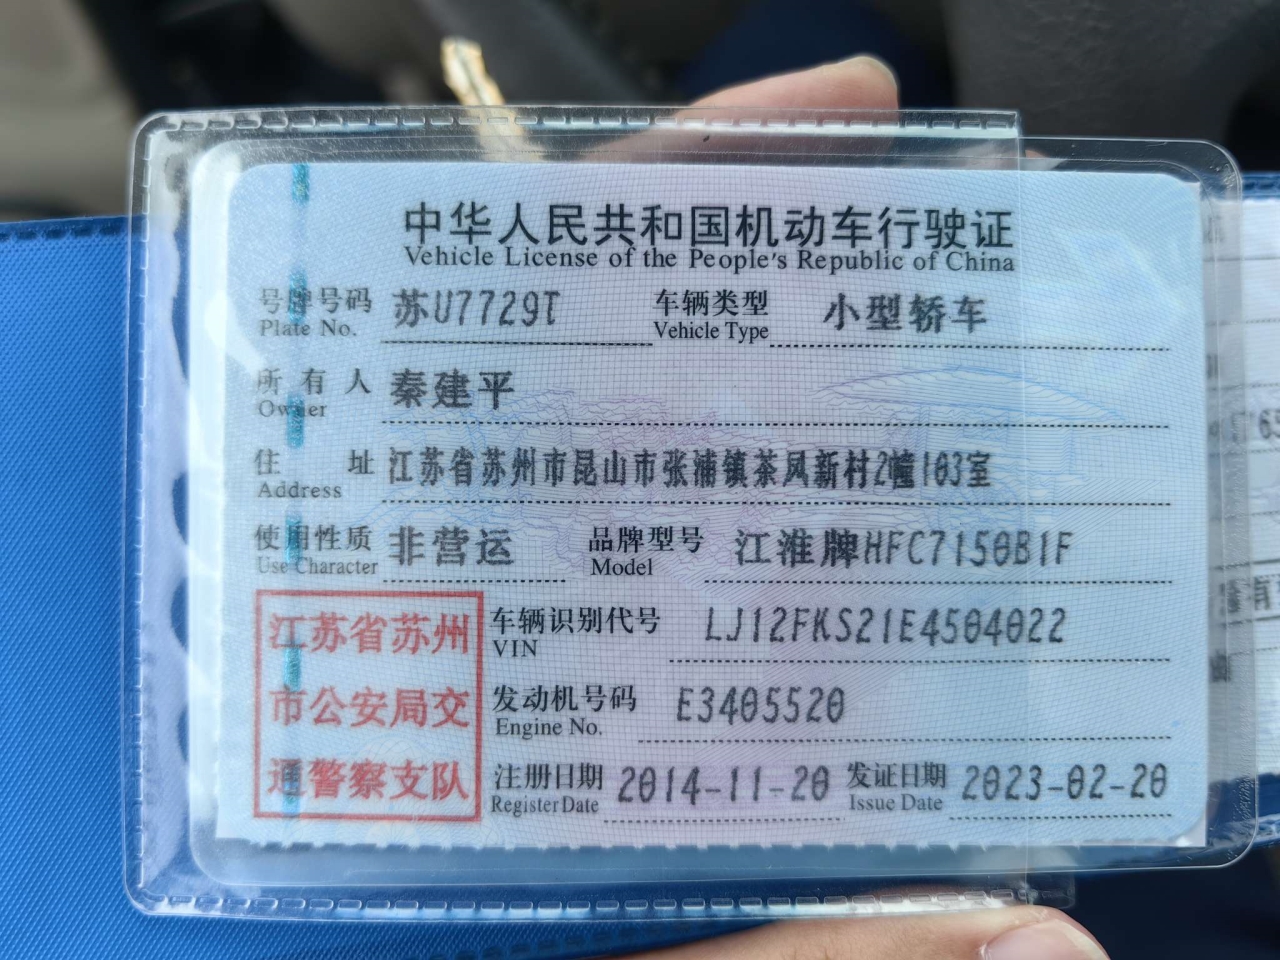 中华人民共和国机动车行驶证
Vehicle License of the People's Republic of China
号牌号码 苏U7729T 车辆类型 小型轿车
Plate No. Vehicle Type
所有人 秦建平
Owner
住址 江苏省苏州市昆山市张浦镇茶风新村2幢103室
Address
使用性质 非营运 品牌型号 江淮牌HFC7150B1F
Use Character Model
江苏省苏州
市公安局交
通警察支队
车辆识别代号 LJ12FKS21E4504022
VIN
发动机号码 E3405520
Engine No.
注册日期 2014-11-20 发证日期 2023-02-20
Register Date Issue Date